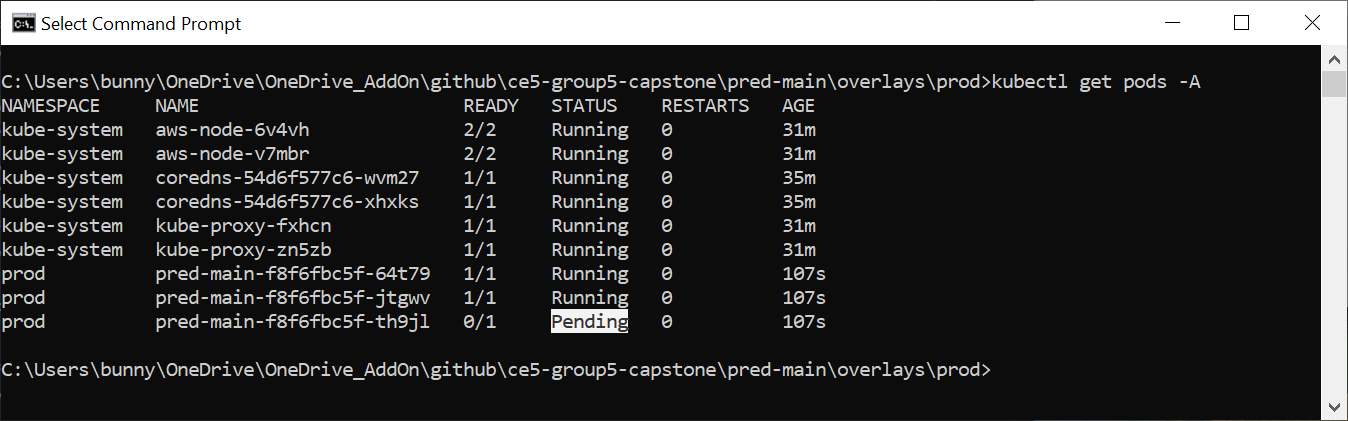 Select Command Prompt
C:\Users\bunny\OneDrive\OneDrive_AddOn\github\ce5-group5-capstone\pred-main\overlays\prod>kubectl get pods -A
NAMESPACE NAME READY STATUS RESTARTS AGE
kube-system aws-node-6v4vh 2/2 Running 0 31m
kube-system aws-node-v7mbr 2/2 Running 0 31m
kube-system coredns-54d6f577c6-wvm27 1/1 Running 0 35m
kube-system coredns-54d6f577c6-xhxks 1/1 Running 0 35m
kube-system kube-proxy-fxhcn 1/1 Running 0 31m
kube-system kube-proxy-zn5zb 1/1 Running 0 31m
prod pred-main-f8f6fbc5f-64t79 1/1 Running 0 107s
prod pred-main-f8f6fbc5f-jtgwv 1/1 Running 0 107s
prod pred-main-f8f6fbc5f-th9jl 0/1 Pending 0 107s
C:\Users\bunny\OneDrive\OneDrive_AddOn\github\ce5-group5-capstone\pred-main\overlays\prod>